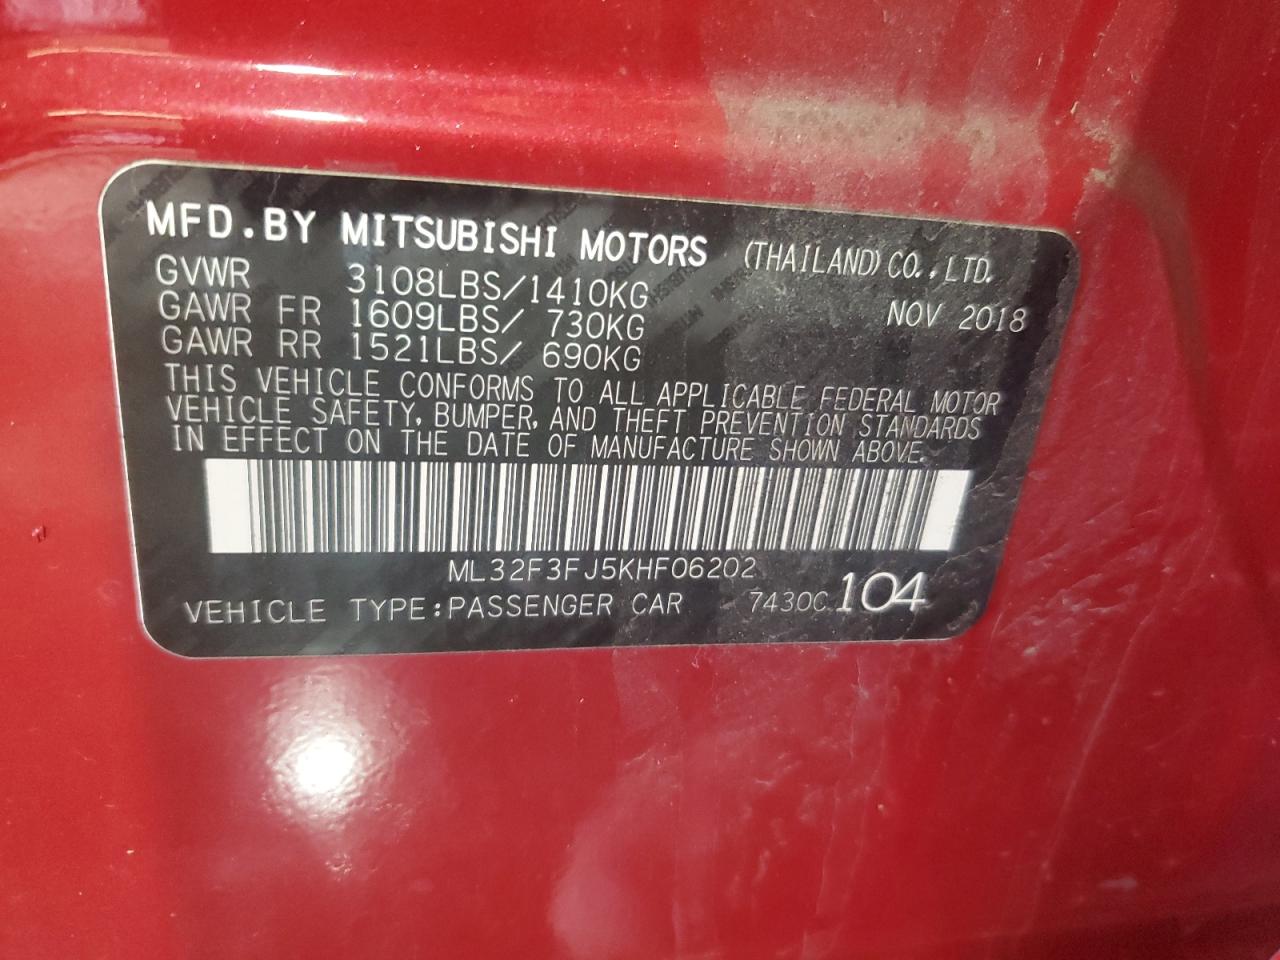 MFD.BY MITSUBISHI MOTORS (THAILAND) CO., LTD.
GVWR 3108LBS/1410KG NOV 2018
GAWR FR 1609LBS/ 730KG
GAWR RR 1521LBS/ 690KG
THIS VEHICLE CONFORMS TO ALL APPLICABLE FEDERAL MOTOR
VEHICLE SAFETY, BUMPER, AND THEFT PREVENTION STANDARDS
IN EFFECT ON THE DATE OF MANUFACTURE SHOWN ABOVE.
ML32F3FJ5KHF06202
VEHICLE TYPE:PASSENGER CAR 7430C 104